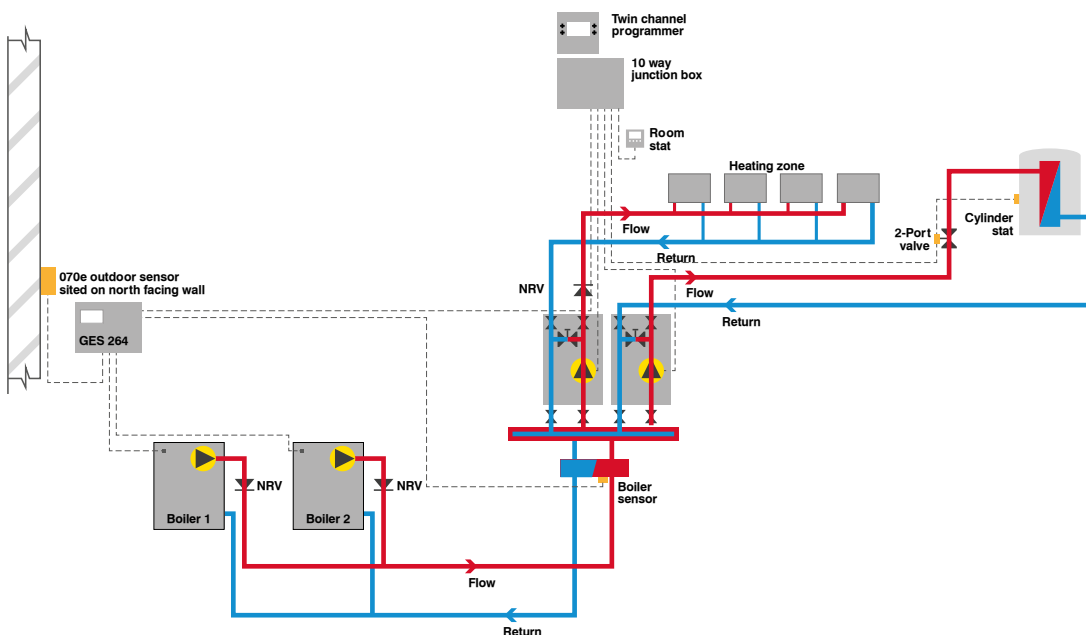 Twin channel
programmer
10 way
junction box
Room
stat
Heating zone
Flow
Return
2-Port
valve
Cylinder
stat
070e outdoor sensor
sited on north facing wall
GES 264
NRV
Flow
Return
Boiler 1
NRV
Boiler 2
NRV
Boiler
sensor
Flow
Return